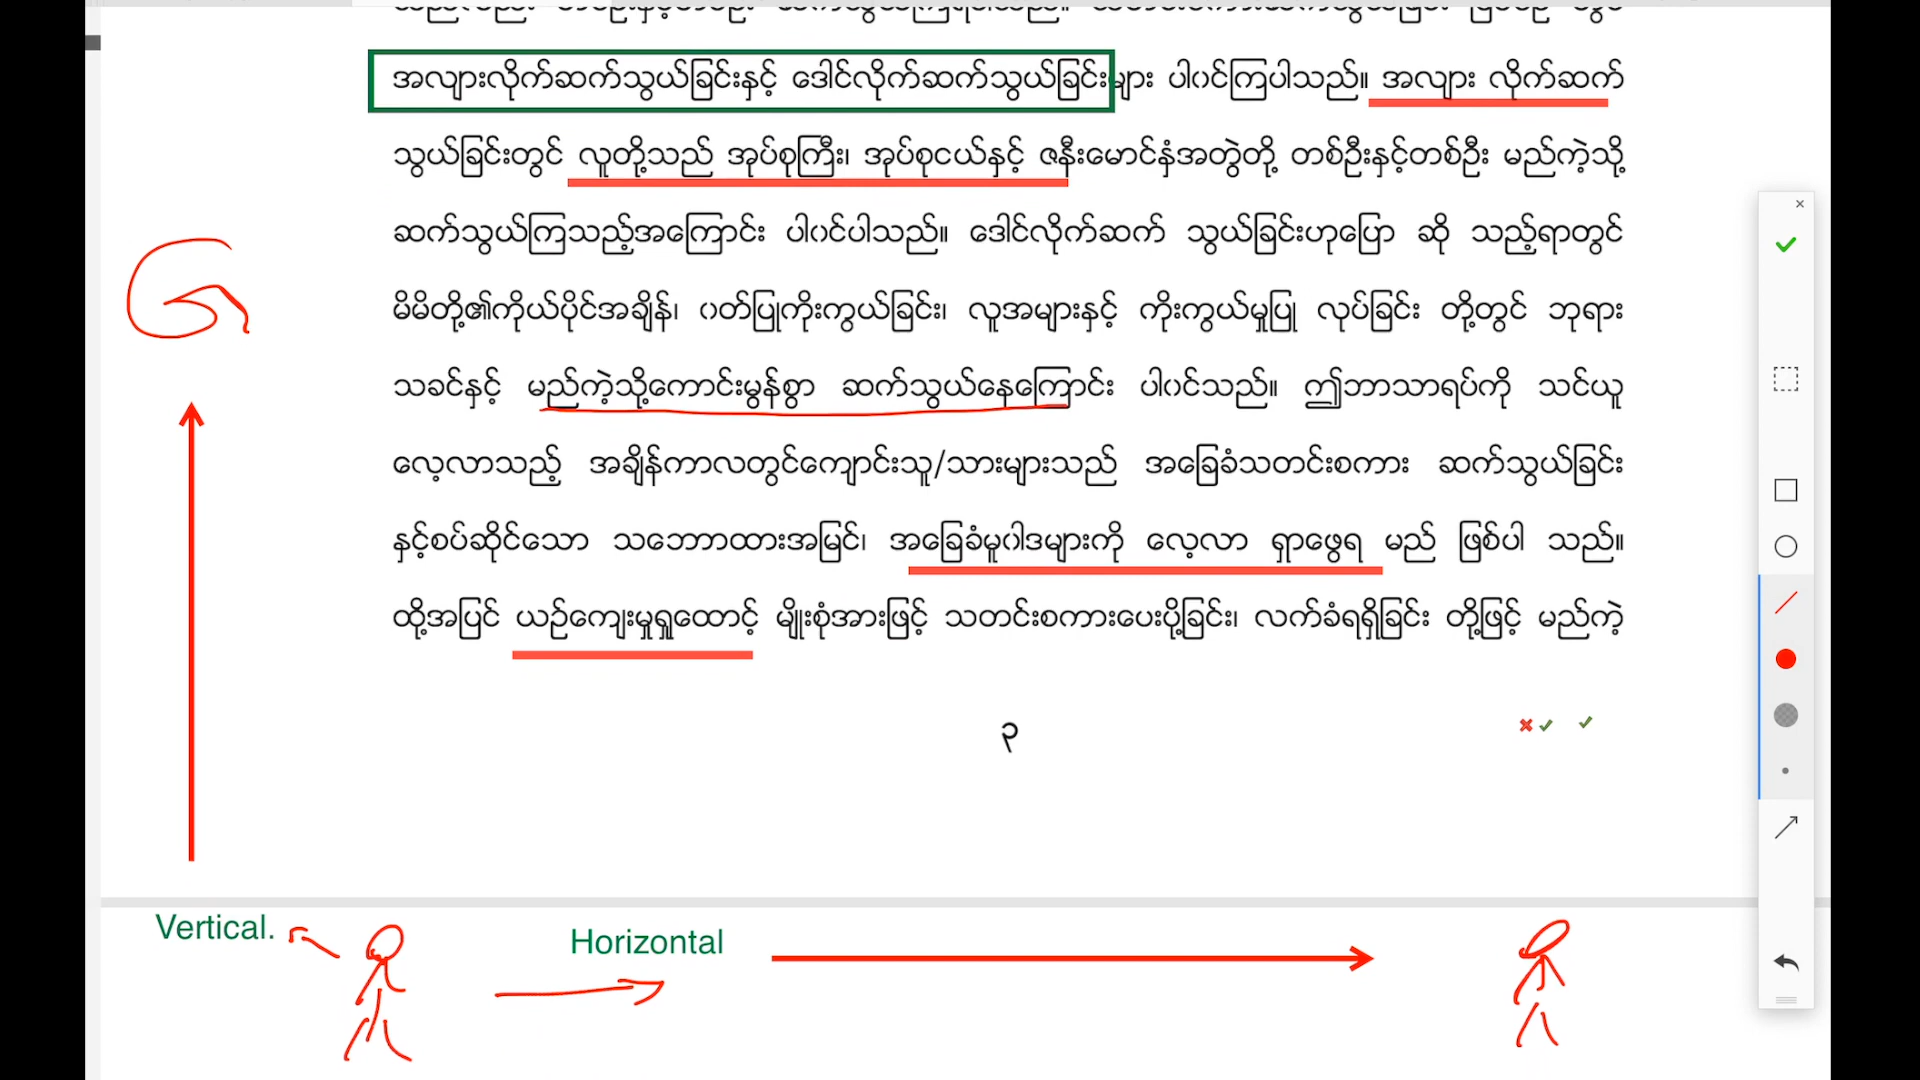 အလျားလိုက်ဆက်သွယ်ခြင်းနှင့် ဒေါင်လိုက်ဆက်သွယ်ခြင်းများ ပါဝင်ကြပါသည်။ အလျား လိုက်ဆက်
သွယ်ခြင်းတွင် လူတို့သည် အုပ်စုကြီး၊ အုပ်စုငယ်နှင့် ဇနီးမောင်နှံအတွဲတို့ တစ်ဦးနှင့်တစ်ဦး မည်ကဲ့သို့
ဆက်သွယ်ကြသည့်အကြောင်း ပါဝင်ပါသည်။ ဒေါင်လိုက်ဆက် သွယ်ခြင်းဟုပြော ဆို သည့်ရာတွင်
မိမိတို့၏ကိုယ်ပိုင်အချိန်၊ ဝတ်ပြုကိုးကွယ်ခြင်း၊ လူအများနှင့် ကိုးကွယ်မှုပြု လုပ်ခြင်း တို့တွင် ဘုရား
သခင်နှင့် မည်ကဲ့သို့ကောင်းမွန်စွာ ဆက်သွယ်နေကြောင်း ပါဝင်သည်။ ဤဘာသာရပ်ကို သင်ယူ
လေ့လာသည့် အချိန်ကာလတွင်ကျောင်းသူ/သားများသည် အခြေခံသတင်းစကား ဆက်သွယ်ခြင်း
နှင့်စပ်ဆိုင်သော သဘောာထားအမြင်၊ အခြေခံမူဝါဒများကို လေ့လာ ရှာဖွေရ မည် ဖြစ်ပါ သည်။
ထို့အပြင် ယဉ်ကျေးမှုရှုထောင့် မျိုးစုံအားဖြင့် သတင်းစကားပေးပို့ခြင်း၊ လက်ခံရရှိခြင်း တို့ဖြင့် မည်ကဲ့
၃
Vertical.
Horizontal